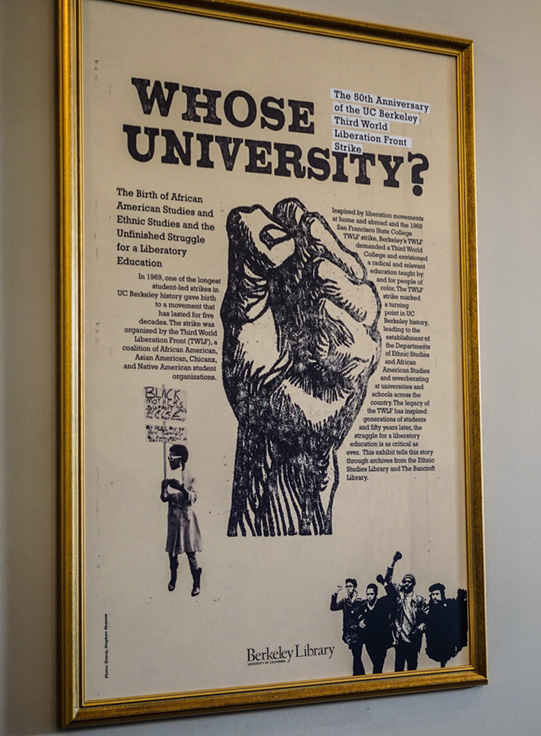 WHOSE
UNIVERSITY?
The 50th Anniversary
of the UC Berkeley
Third World
Liberation Front
Strike
The Birth of African
American Studies and
Ethnic Studies and the
Unfinished Struggle
for a Liberatory
Education
In 1969, one of the longest
student-led strikes in
UC Berkeley history gave birth
to a movement that
has lasted for five
decades. The strike was
organized by the Third World
Liberation Front (TWLF), a
coalition of African American,
Asian American, Chicanx,
and Native American student
organizations.
Inspired by liberation movements
at home and abroad and the 1968
San Francisco State College
TWLF strike, Berkeley's TWLF
demanded a Third World
College and envisioned
a radical and relevant
education taught by
and for people of
color. The TWLF
strike marked
a turning
point in UC
Berkeley history,
leading to the
establishment of
the Departments
of Ethnic Studies
and African
American Studies
and reverberating
at universities and
schools across the
country. The legacy of
the TWLF has inspired
generations of students
and fifty years later, the
struggle for a liberatory
education is as critical as
ever. This exhibit tells this story
through archives from the Ethnic
Studies Library and The Bancroft
Library.
BLACK
MOTHERS
SUPPORT THE
Berkeley Library
UNIVERSITY OF CALIFORNIA